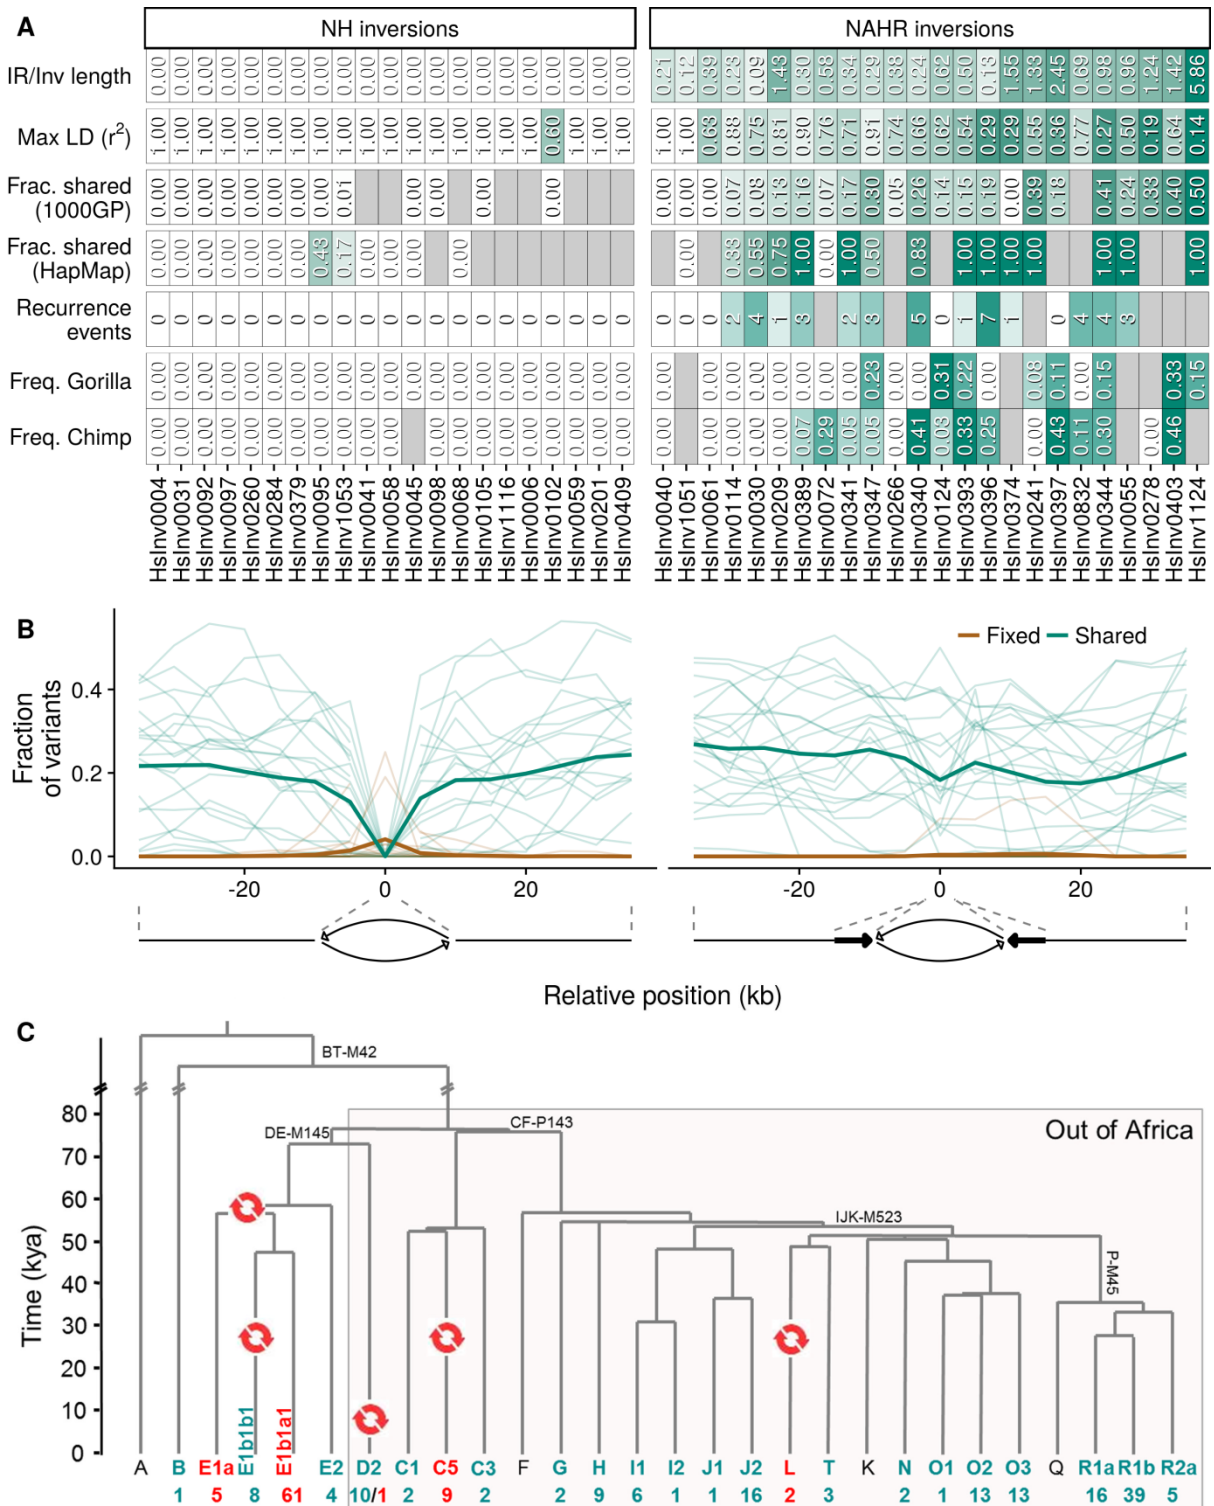 A
NH inversions NAHR inversions
IR/Inv length 0.00 0.00 0.00 0.00 0.00 0.00 0.00 0.00 0.00 0.00 0.00 0.00 0.00 0.00 0.00 0.00 0.00 0.00 0.00 0.00 0.00 0.21 0.12 0.39 0.23 0.09 1.43 0.30 0.58 0.34 0.29 0.38 0.24 0.62 0.50 0.13 1.55 1.33 2.45 0.69 0.98 0.96 1.24 1.42 5.86
Max LD (r²) 1.00 1.00 1.00 1.00 1.00 1.00 1.00 1.00 1.00 1.00 1.00 1.00 1.00 1.00 1.00 1.00 1.00 0.60 1.00 1.00 1.00 1.00 1.00 0.63 0.88 0.75 0.81 0.90 0.76 0.71 0.91 0.74 0.66 0.62 0.54 0.29 0.29 0.55 0.36 0.77 0.27 0.50 0.19 0.64 0.14
Frac. shared
(1000GP) 0.00 0.00 0.00 0.00 0.00 0.00 0.00 0.00 0.01 0.00 0.00 0.00 0.00 0.00 0.00 0.00 0.07 0.08 0.13 0.16 0.07 0.17 0.30 0.05 0.26 0.14 0.15 0.19 0.00 0.39 0.18 0.41 0.24 0.33 0.40 0.50
Frac. shared
(HapMap) 0.00 0.00 0.00 0.00 0.00 0.00 0.00 0.43 0.17 0.00 0.00 0.00 0.00 0.00 0.33 0.55 0.75 1.00 0.00 1.00 0.50 0.83 1.00 1.00 1.00 1.00 1.00 1.00 1.00
Recurrence
events 0 0 0 0 0 0 0 0 0 0 0 0 0 0 0 0 0 0 0 0 0 0 0 0 2 4 1 3 2 3 5 0 1 7 1 0 4 4 3
Freq. Gorilla 0.00 0.00 0.00 0.00 0.00 0.00 0.00 0.00 0.00 0.00 0.00 0.00 0.00 0.00 0.00 0.00 0.00 0.00 0.00 0.00 0.00 0.00 0.00 0.00 0.00 0.00 0.00 0.00 0.00 0.23 0.00 0.00 0.31 0.22 0.00 0.08 0.11 0.00 0.15 0.33 0.15
Freq. Chimp 0.00 0.00 0.00 0.00 0.00 0.00 0.00 0.00 0.00 0.00 0.00 0.00 0.00 0.00 0.00 0.00 0.00 0.00 0.00 0.00 0.00 0.00 0.00 0.00 0.00 0.07 0.29 0.05 0.05 0.00 0.41 0.03 0.33 0.25 0.00 0.43 0.11 0.30 0.00 0.46
HsInv0004 HsInv0031 HsInv0092 HsInv0097 HsInv0260 HsInv0284 HsInv0379 HsInv0095 HsInv1053 HsInv0041 HsInv0058 HsInv0045 HsInv0098 HsInv0068 HsInv0105 HsInv1116 HsInv0006 HsInv0102 HsInv0059 HsInv0201 HsInv0409 HsInv0040 HsInv1051 HsInv0061 HsInv0114 HsInv0030 HsInv0209 HsInv0389 HsInv0072 HsInv0341 HsInv0347 HsInv0266 HsInv0340 HsInv0124 HsInv0393 HsInv0396 HsInv0374 HsInv0241 HsInv0397 HsInv0832 HsInv0344 HsInv0055 HsInv0278 HsInv0403 HsInv1124
B
Fixed Shared
Fraction
of variants
0.4
0.2
0.0
-20 0 20 -20 0 20
Relative position (kb)
C
BT-M42
Out of Africa
DE-M145 CF-P143
IJK-M523
P-M45
Time (kya)
80
70
60
50
40
30
20
10
0
A B E1a E1b1b1 E1b1a1 E2 D2 C1 C5 C3 F G H I1 I2 J1 J2 L T K N O1 O2 O3 Q R1a R1b R2a
1 5 8 61 4 10/1 2 9 2 2 9 6 1 1 16 2 3 2 1 13 13 16 39 5